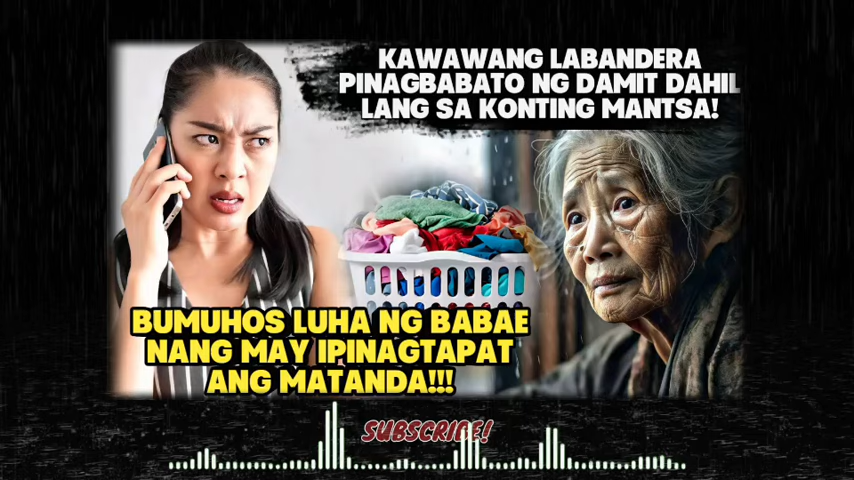 KAWAWANG LABANDERA
PINAGBABATO NG DAMIT DAHIL
LANG SA KONTING MANTSA!
BUMUHOS LUHA NG BABAE
NANG MAY IPINAGTAPAT
ANG MATANDA!!!
SUBSCRIBE!